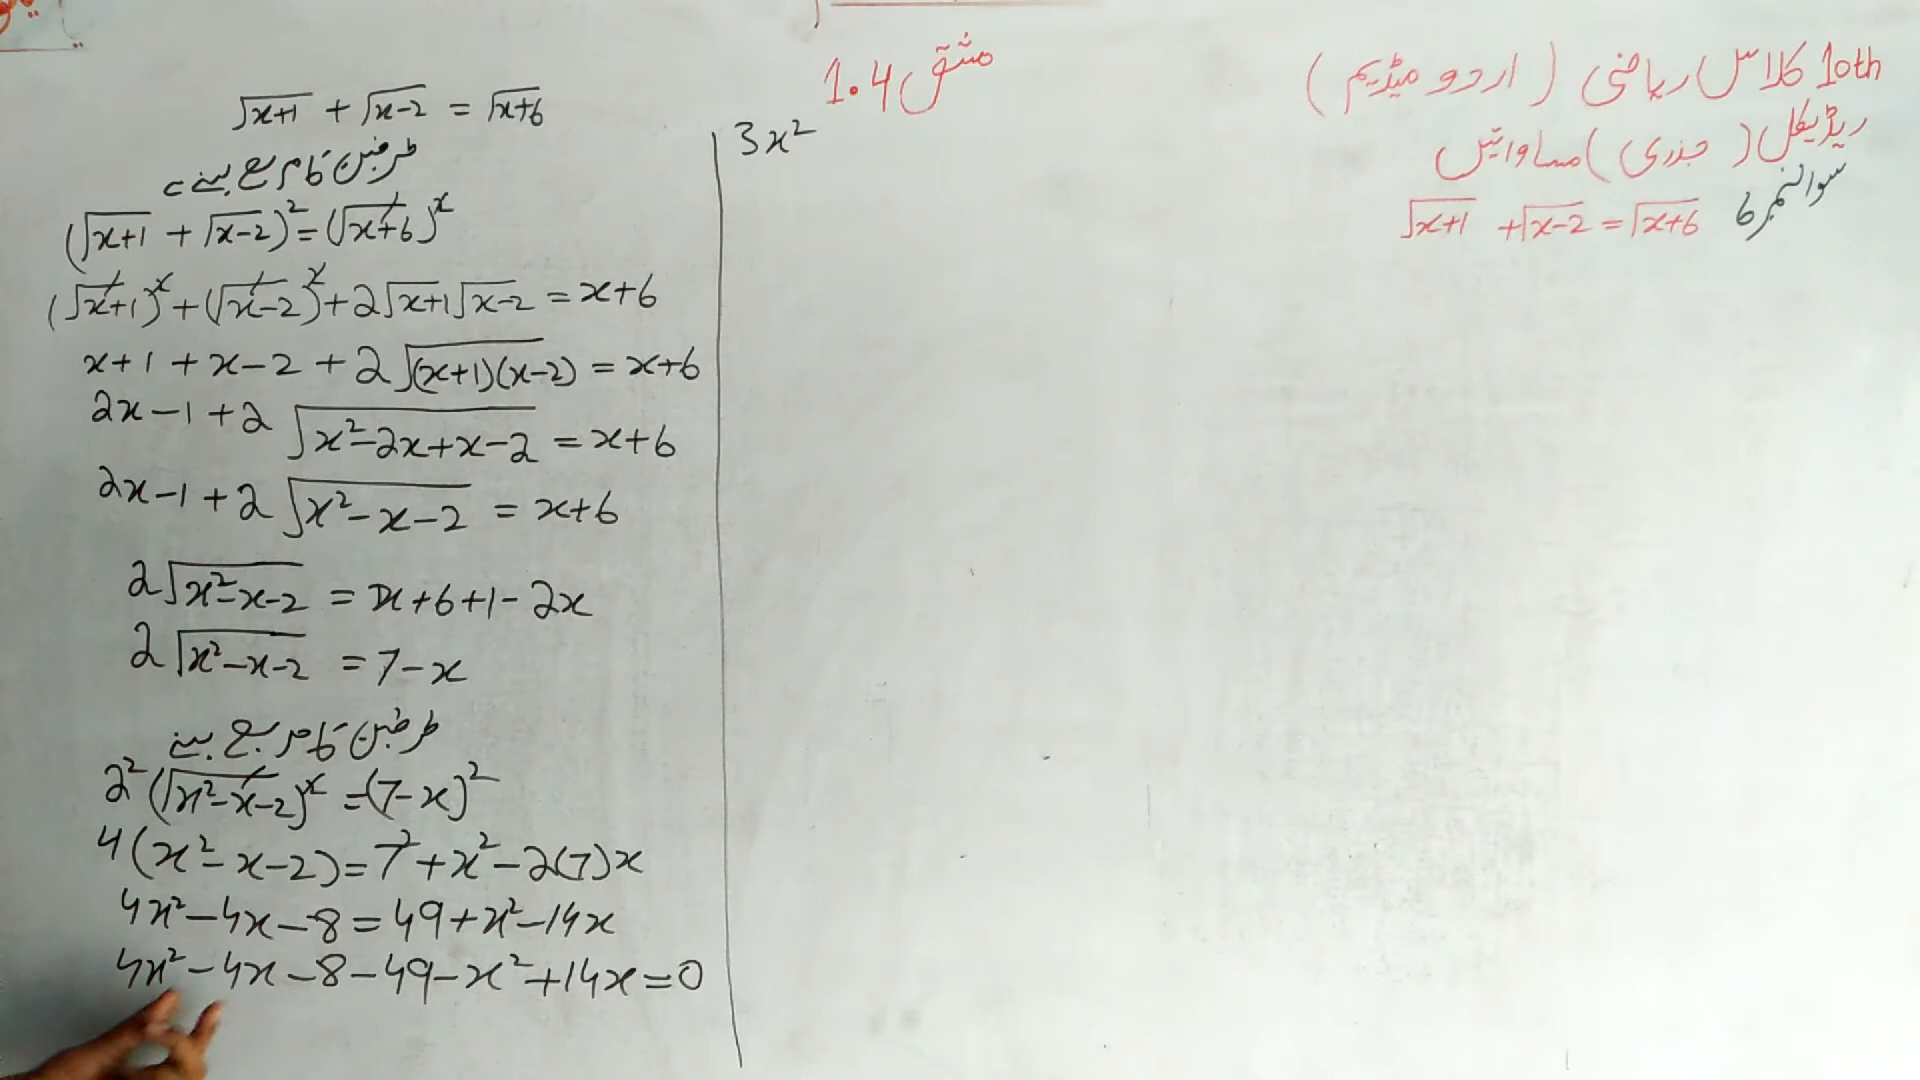 10th کلاس ریاضی (اردو میڈیم)
مشق 1.4
ریڈیکل (جذری) مساواتیں
سوال نمبر 6 √x+1 + √x-2 = √x+6
√x+1 + √x-2 = √x+6
طرفین کا مربع لینے سے
(√x+1 + √x-2)² = (√x+6)²
(√x+1)² + (√x-2)² + 2√x+1√x-2 = x+6
x+1+x-2+2√(x+1)(x-2) = x+6
2x-1+2√x²-2x+x-2 = x+6
2x-1+2√x²-x-2 = x+6
2√x²-x-2 = x+6+1-2x
2√x²-x-2 = 7-x
طرفین کا مربع لینے
2²(√x²-x-2)² = (7-x)²
4(x²-x-2) = 7²+x²-2(7)x
4x²-4x-8 = 49+x²-14x
4x²-4x-8-49-x²+14x=0
3x²